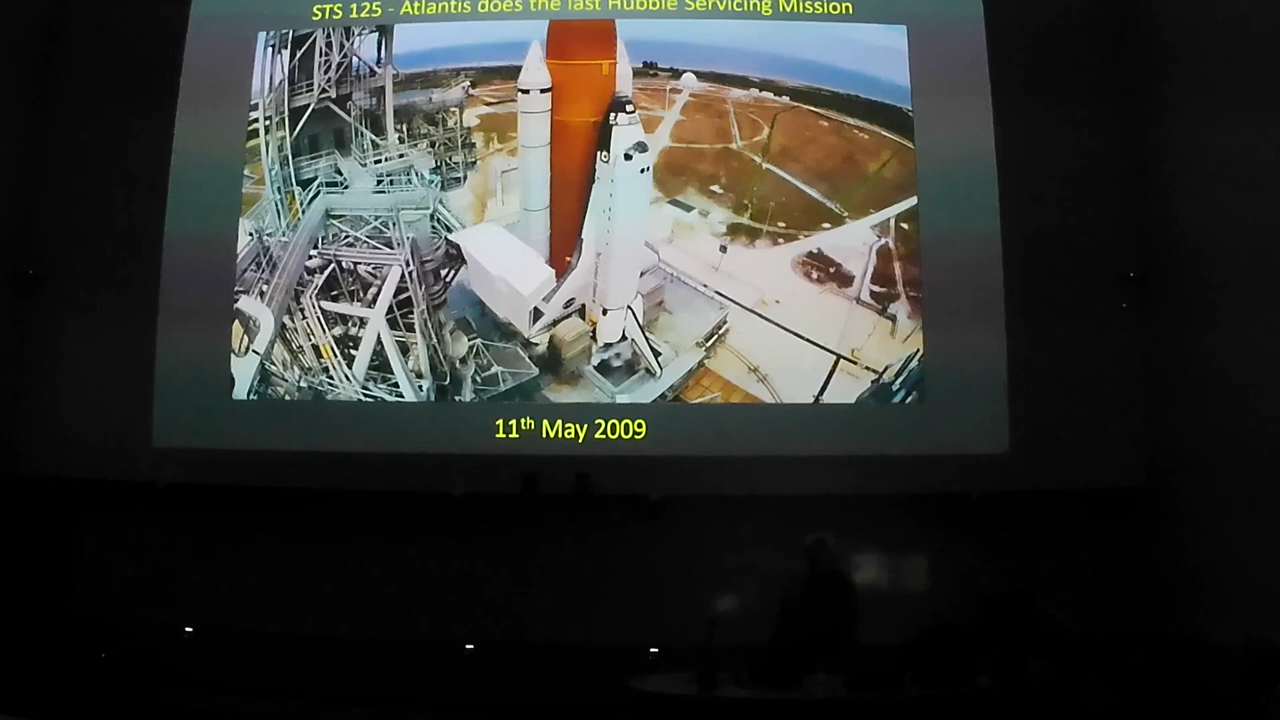 STS 125 - Atlantis does the last Hubble Servicing Mission
11th May 2009